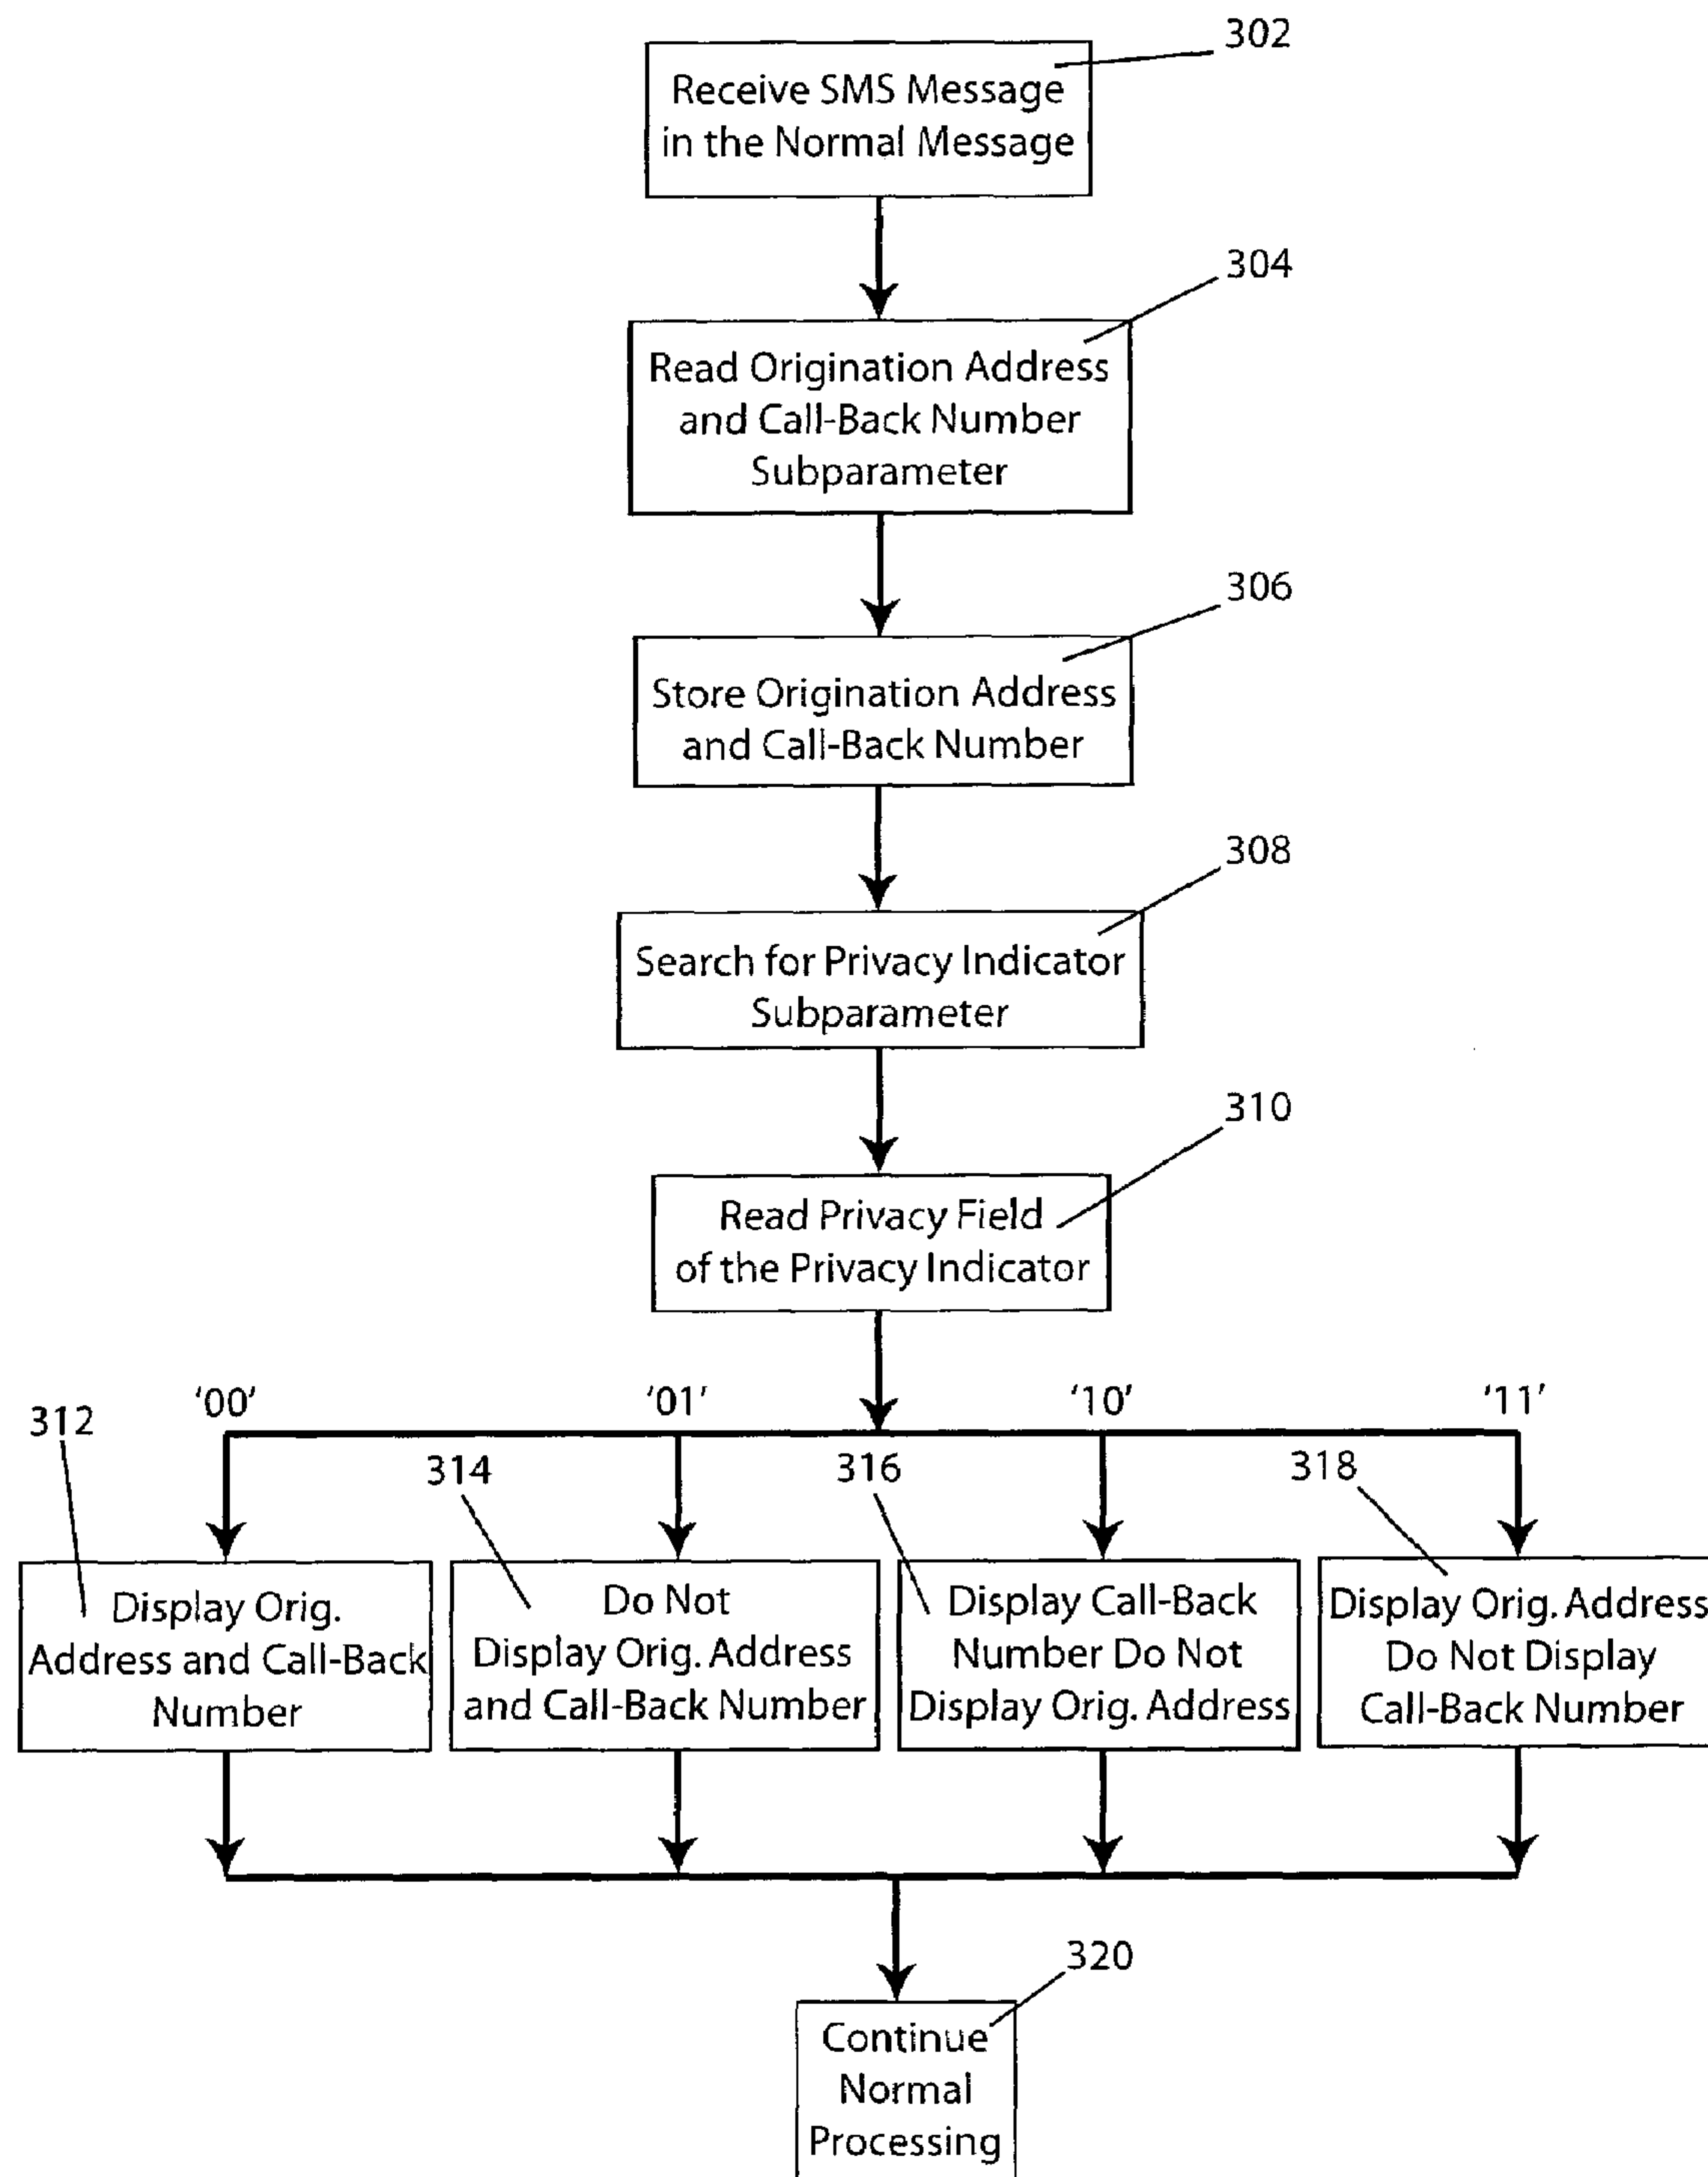 302
Receive SMS Message
in the Normal Message
304
Read Origination Address
and Call-Back Number
Subparameter
306
Store Origination Address
and Call-Back Number
308
Search for Privacy Indicator
Subparameter
310
Read Privacy Field
of the Privacy Indicator
'00'
'01'
'10'
'11'
312
314
316
318
Display Orig.
Address and Call-Back
Number
Do Not
Display Orig. Address
and Call-Back Number
Display Call-Back
Number Do Not
Display Orig. Address
Display Orig. Address
Do Not Display
Call-Back Number
320
Continue
Normal
Processing